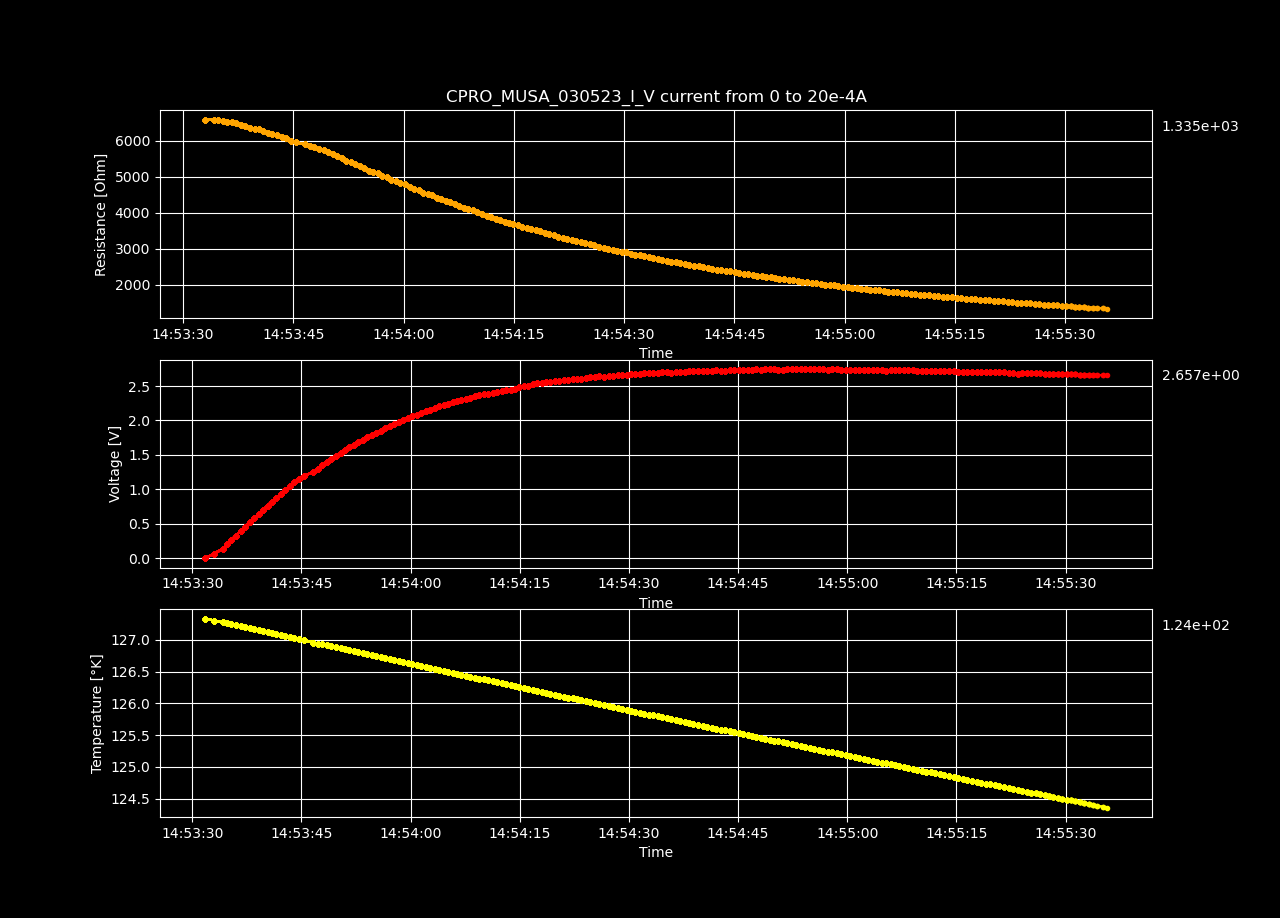 CPRO_MUSA_030523_I_V current from 0 to 20e-4A
1.335e+03
Resistance [Ohm]
6000
5000
4000
3000
2000
14:53:30 14:53:45 14:54:00 14:54:15 14:54:30 14:54:45 14:55:00 14:55:15 14:55:30
Time
2.657e+00
Voltage [V]
2.5
2.0
1.5
1.0
0.5
0.0
14:53:30 14:53:45 14:54:00 14:54:15 14:54:30 14:54:45 14:55:00 14:55:15 14:55:30
Time
1.24e+02
Temperature [°K]
127.0
126.5
126.0
125.5
125.0
124.5
14:53:30 14:53:45 14:54:00 14:54:15 14:54:30 14:54:45 14:55:00 14:55:15 14:55:30
Time